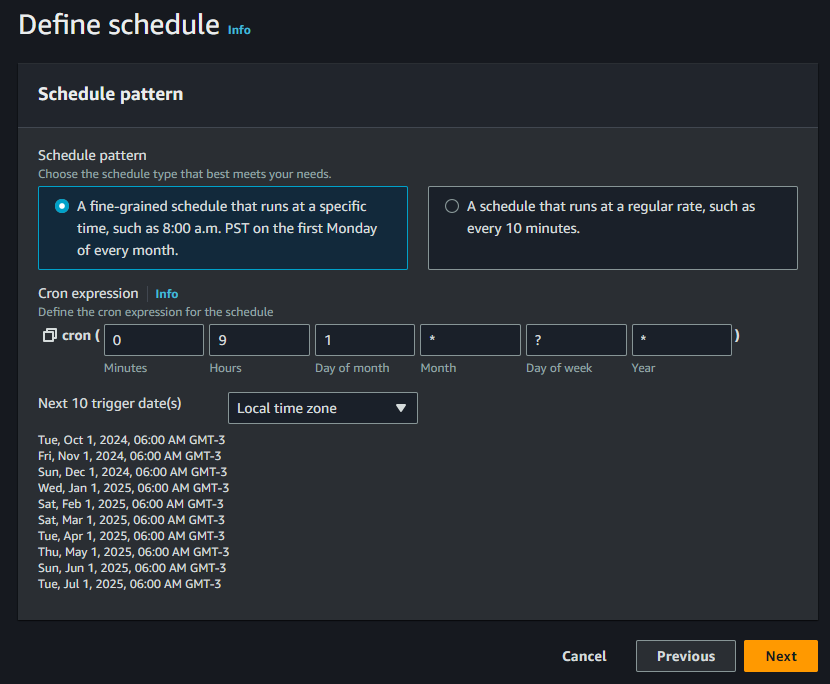 Define schedule Info
Schedule pattern
Schedule pattern
Choose the schedule type that best meets your needs.
A fine-grained schedule that runs at a specific
time, such as 8:00 a.m. PST on the first Monday
of every month.
A schedule that runs at a regular rate, such as
every 10 minutes.
Cron expression Info
Define the cron expression for the schedule
cron ( 0 9 1 * ? * )
Minutes Hours Day of month Month Day of week Year
Next 10 trigger date(s) Local time zone
Tue, Oct 1, 2024, 06:00 AM GMT-3
Fri, Nov 1, 2024, 06:00 AM GMT-3
Sun, Dec 1, 2024, 06:00 AM GMT-3
Wed, Jan 1, 2025, 06:00 AM GMT-3
Sat, Feb 1, 2025, 06:00 AM GMT-3
Sat, Mar 1, 2025, 06:00 AM GMT-3
Tue, Apr 1, 2025, 06:00 AM GMT-3
Thu, May 1, 2025, 06:00 AM GMT-3
Sun, Jun 1, 2025, 06:00 AM GMT-3
Tue, Jul 1, 2025, 06:00 AM GMT-3
Cancel Previous Next